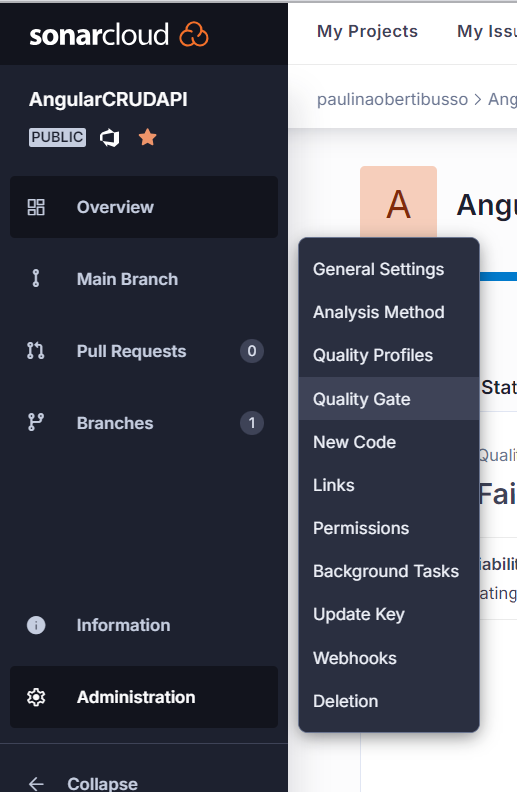 sonarcloud
My Projects
My Issu
AngularCRUDAPI
PUBLIC
paulinaobertibusso > Ang
A
Angu
Overview
Main Branch
Pull Requests 0
Branches 1
General Settings
Analysis Method
Quality Profiles
Quality Gate
New Code
Links
Permissions
Background Tasks
Update Key
Webhooks
Deletion
Stat
Quali
Fai
iabilit
ating
Information
Administration
Collapse